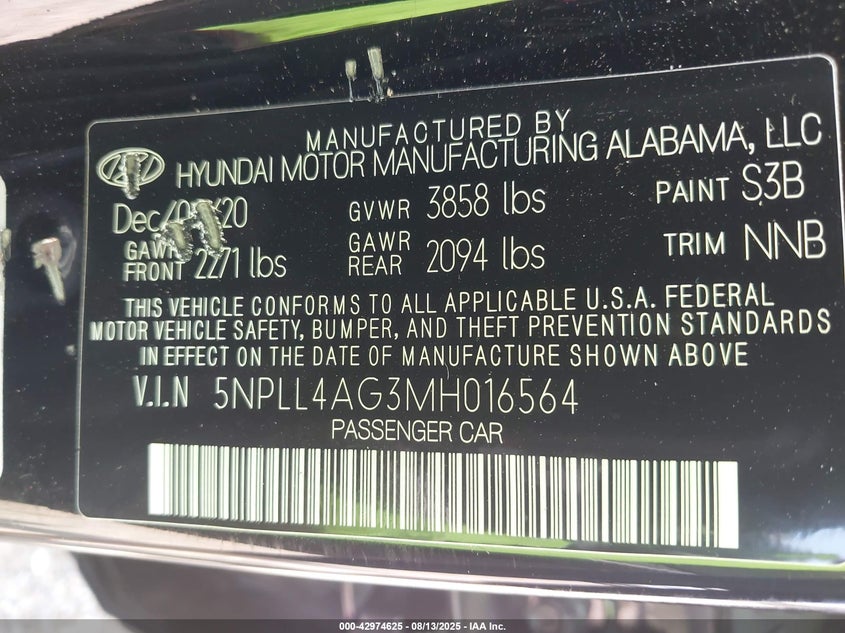 MANUFACTURED BY
HYUNDAI MOTOR MANUFACTURING ALABAMA, LLC
GVWR 3858 lbs PAINT S3B
GAWR FRONT 2271 lbs GAWR REAR 2094 lbs TRIM NNB
THIS VEHICLE CONFORMS TO ALL APPLICABLE U.S.A. FEDERAL
MOTOR VEHICLE SAFETY, BUMPER, AND THEFT PREVENTION STANDARDS
IN EFFECT ON THE DATE OF MANUFACTURE SHOWN ABOVE
V.I.N 5NPLL4AG3MH016564
PASSENGER CAR
000-42974625 - 08/13/2025 - IAA Inc.